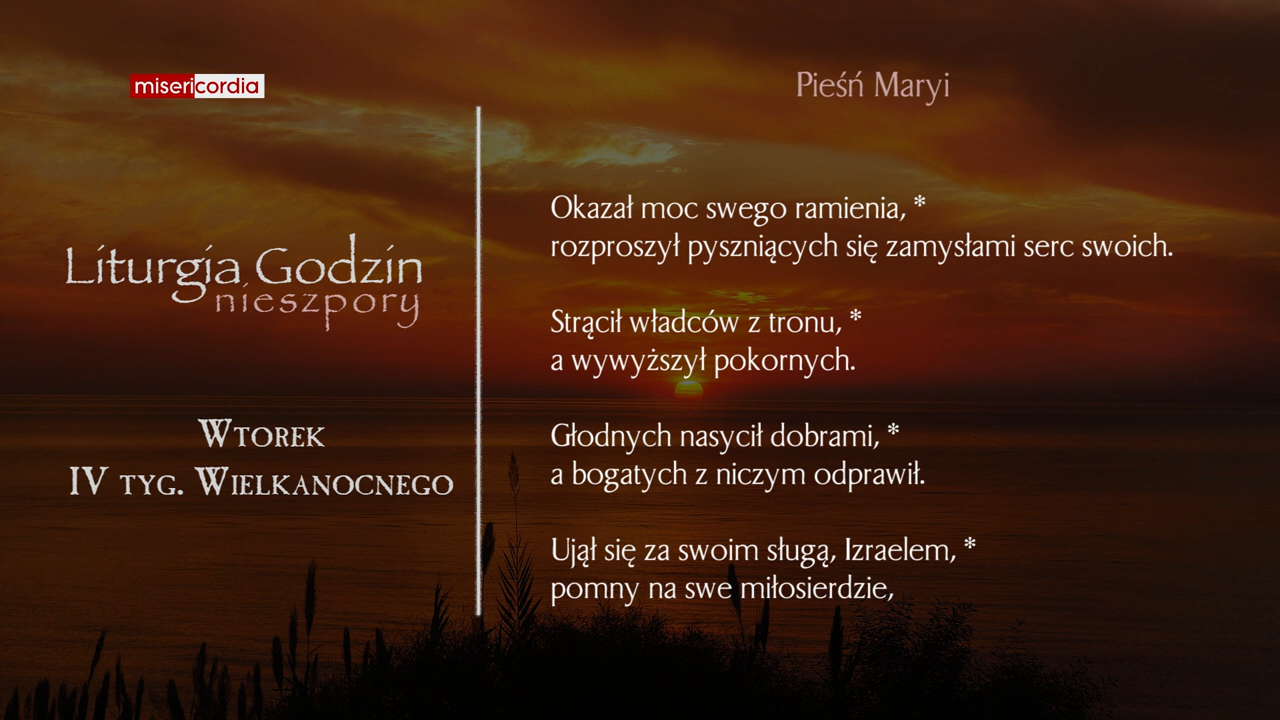 misericordia
Liturgia Godzin
nieszpory
Wtorek
IV tyg. Wielkanocnego
Pieśń Maryi
Okazał moc swego ramienia, *
rozproszył pyszniących się zamysłami serc swoich.
Strącił władców z tronu, *
a wywyższył pokornych.
Głodnych nasycił dobrami, *
a bogatych z niczym odprawił.
Ujął się za swoim sługą, Izraelem, *
pomny na swe miłosierdzie,